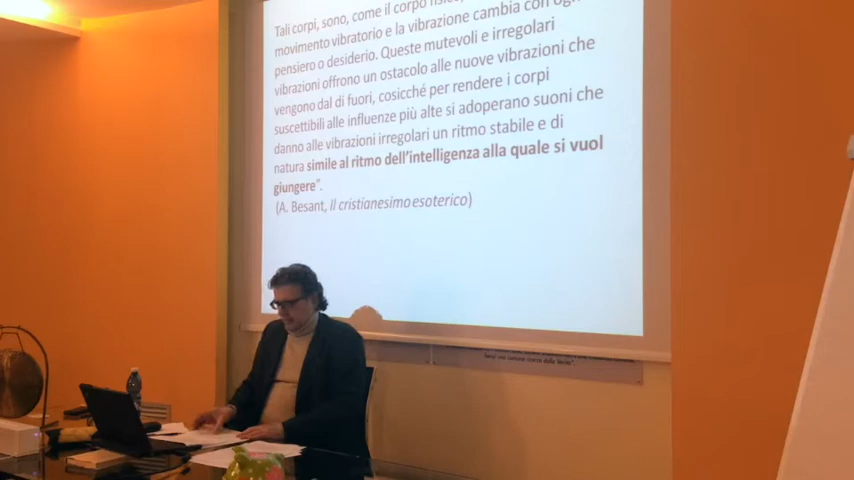 Tali corpi, sono, come il corpo fisico,
movimento vibratorio e la vibrazione cambia con ogni
pensiero o desiderio. Queste mutevoli e irregolari
vibrazioni offrono un ostacolo alle nuove vibrazioni che
vengono dal di fuori, cosicché per rendere i corpi
suscettibili alle influenze più alte si adoperano suoni che
danno alle vibrazioni irregolari un ritmo stabile e di
natura simile al ritmo dell'intelligenza alla quale si vuol
giungere".
(A. Besant, Il cristianesimo esoterico)